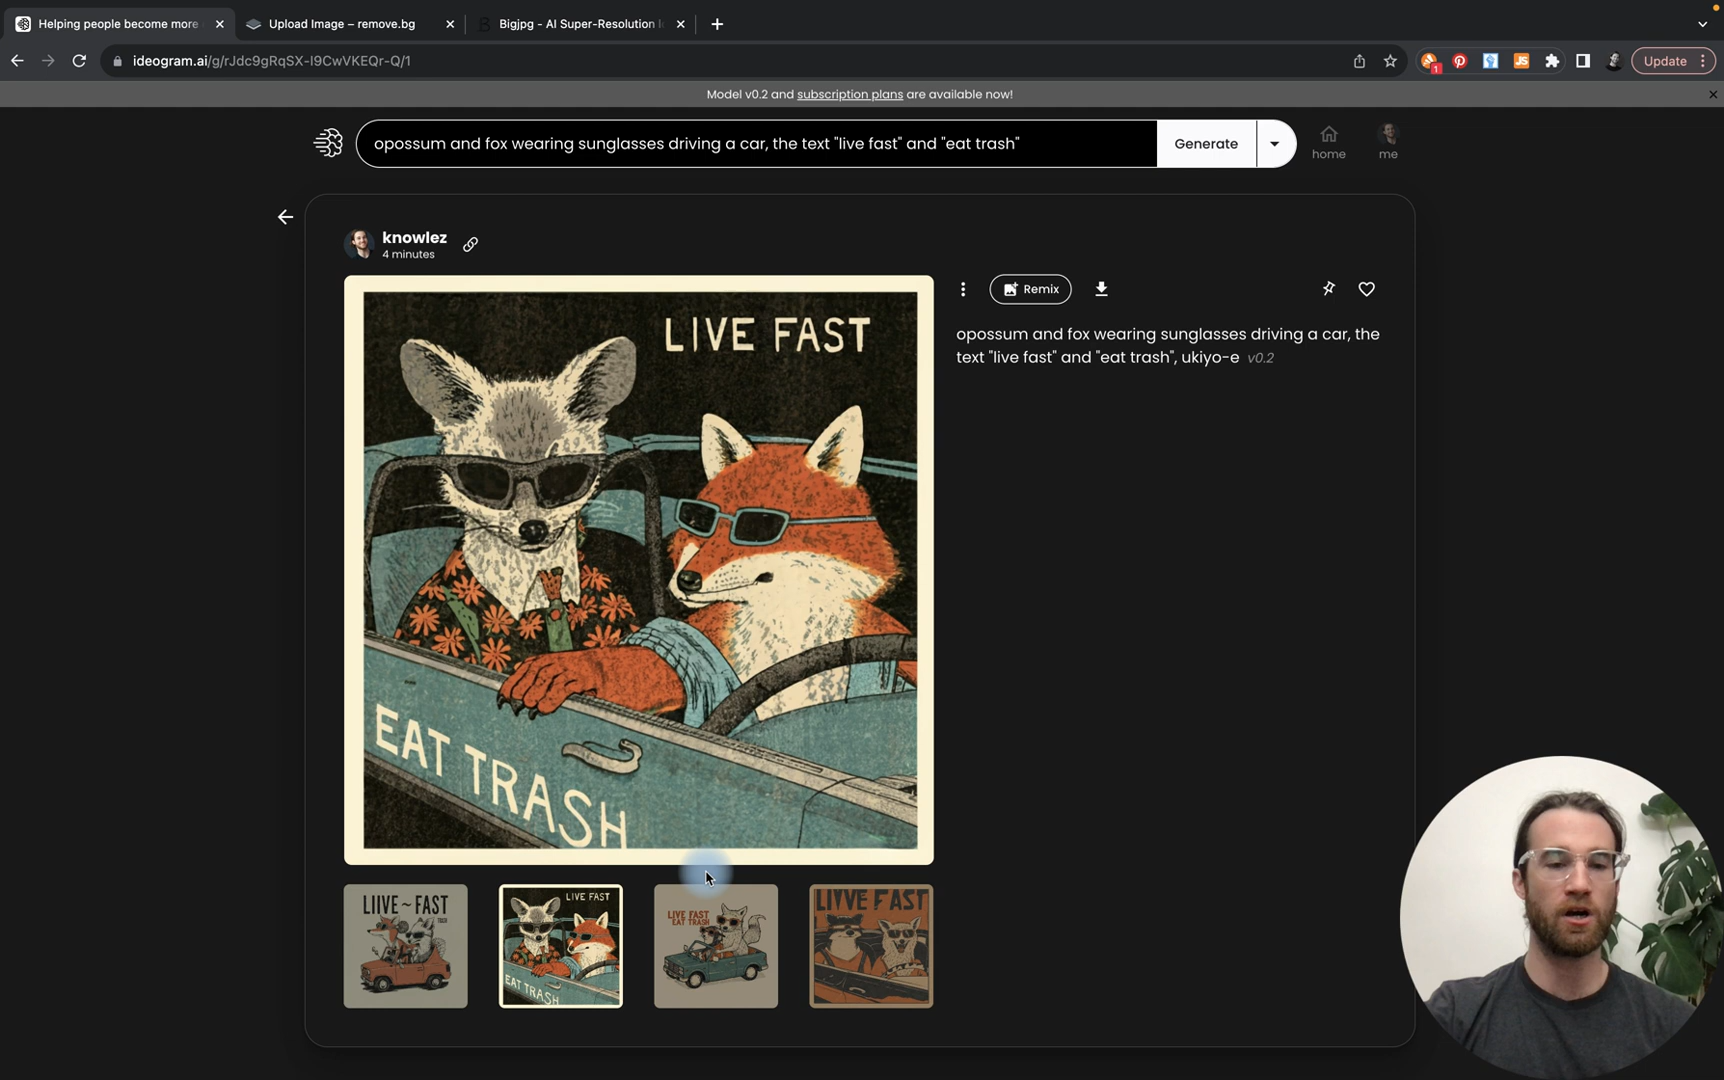 Helping people become more
Upload Image – remove.bg
Bigjpg - AI Super-Resolution
ideogram.ai/g/rJdc9gRqSX-I9CwVKEQr-Q/1
1
JS
Update
Model v0.2 and subscription plans are available now!
opossum and fox wearing sunglasses driving a car, the text "live fast" and "eat trash"
Generate
home
me
knowlez
4 minutes
Remix
opossum and fox wearing sunglasses driving a car, the
text "live fast" and "eat trash", ukiyo-e v0.2
LIVE FAST
EAT TRASH
LIIVE ~ FAST
LIVE FAST
EAT TRASH
LIVE FAST
EAT TRASH
LIVVE FAST